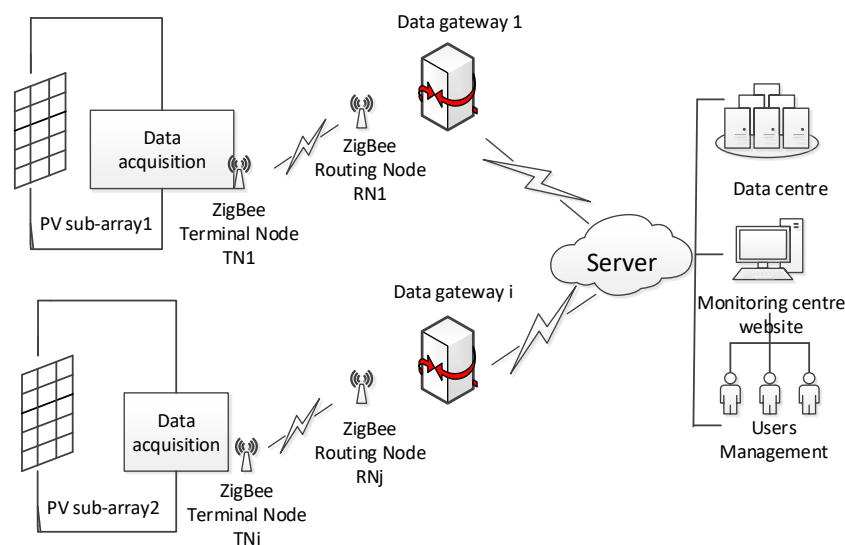 Data gateway 1
Data
acquisition
ZigBee
Routing Node
RN1
PV sub-array1
ZigBee
Terminal Node
TN1
Data centre
Server
Data gateway i
Monitoring centre
website
Data
acquisition
ZigBee
Routing Node
RNj
Users
Management
PV sub-array2
ZigBee
Terminal Node
TNi